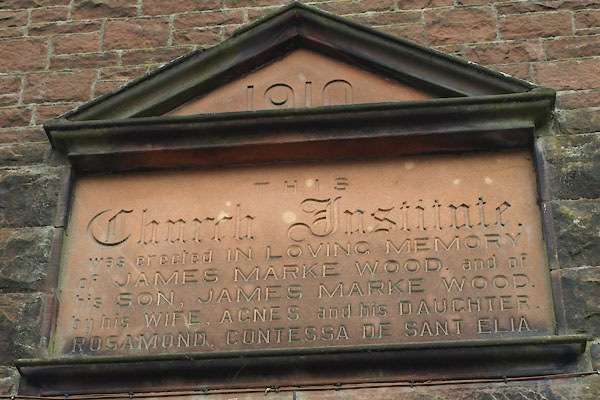 1910
THIS
Church Institute,
was erected IN LOVING MEMORY
of JAMES MARKE WOOD. and of
his SON, JAMES MARKE WOOD.
by his WIFE, AGNES and his DAUGHTER.
ROSAMOND, CONTESSA DE SANT ELIA